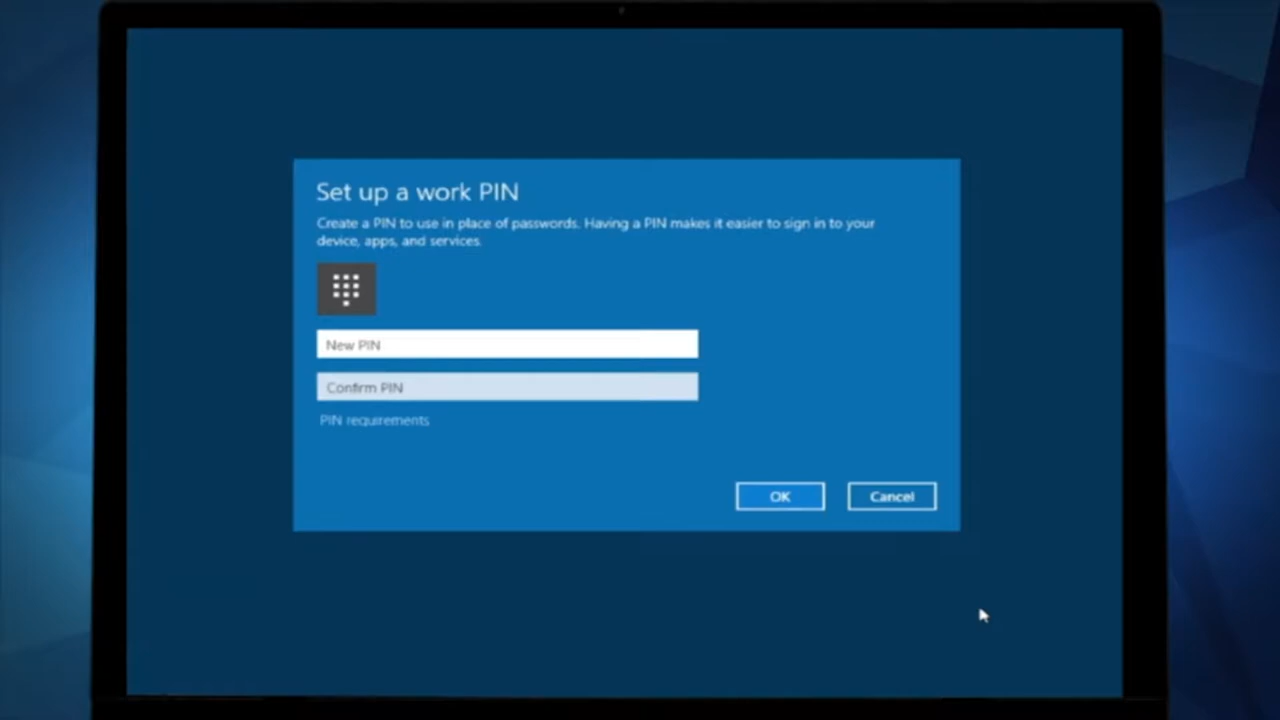 Set up a work PIN
Create a PIN to use in place of passwords. Having a PIN makes it easier to sign in to your
device, apps, and services.
New PIN
Confirm PIN
PIN requirements
OK
Cancel